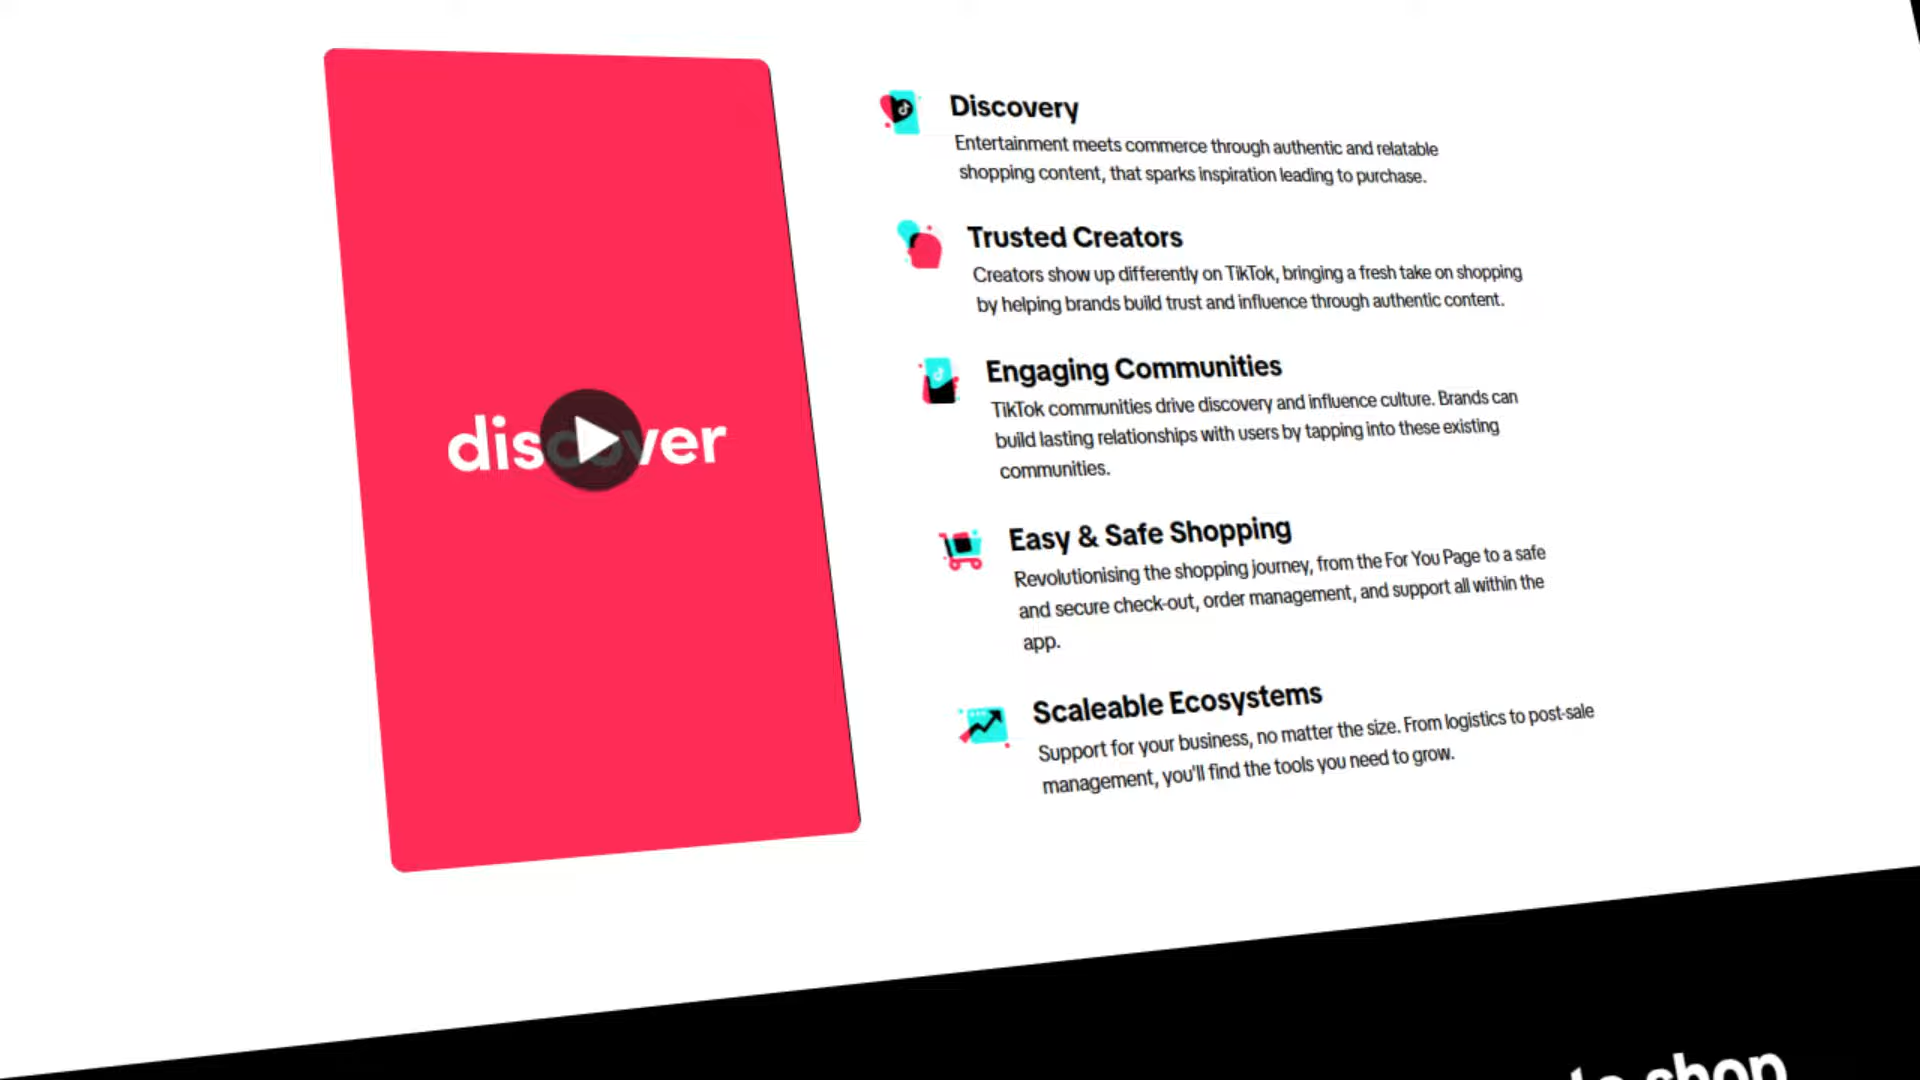 discover
Discovery
Entertainment meets commerce through authentic and relatable
shopping content, that sparks inspiration leading to purchase.
Trusted Creators
Creators show up differently on TikTok, bringing a fresh take on shopping
by helping brands build trust and influence through authentic content.
Engaging Communities
TikTok communities drive discovery and influence culture. Brands can
build lasting relationships with users by tapping into these existing
communities.
Easy & Safe Shopping
Revolutionising the shopping journey, from the For You Page to a safe
and secure check-out, order management, and support all within the
app.
Scaleable Ecosystems
Support for your business, no matter the size. From logistics to post-sale
management, you'll find the tools you need to grow.
shop